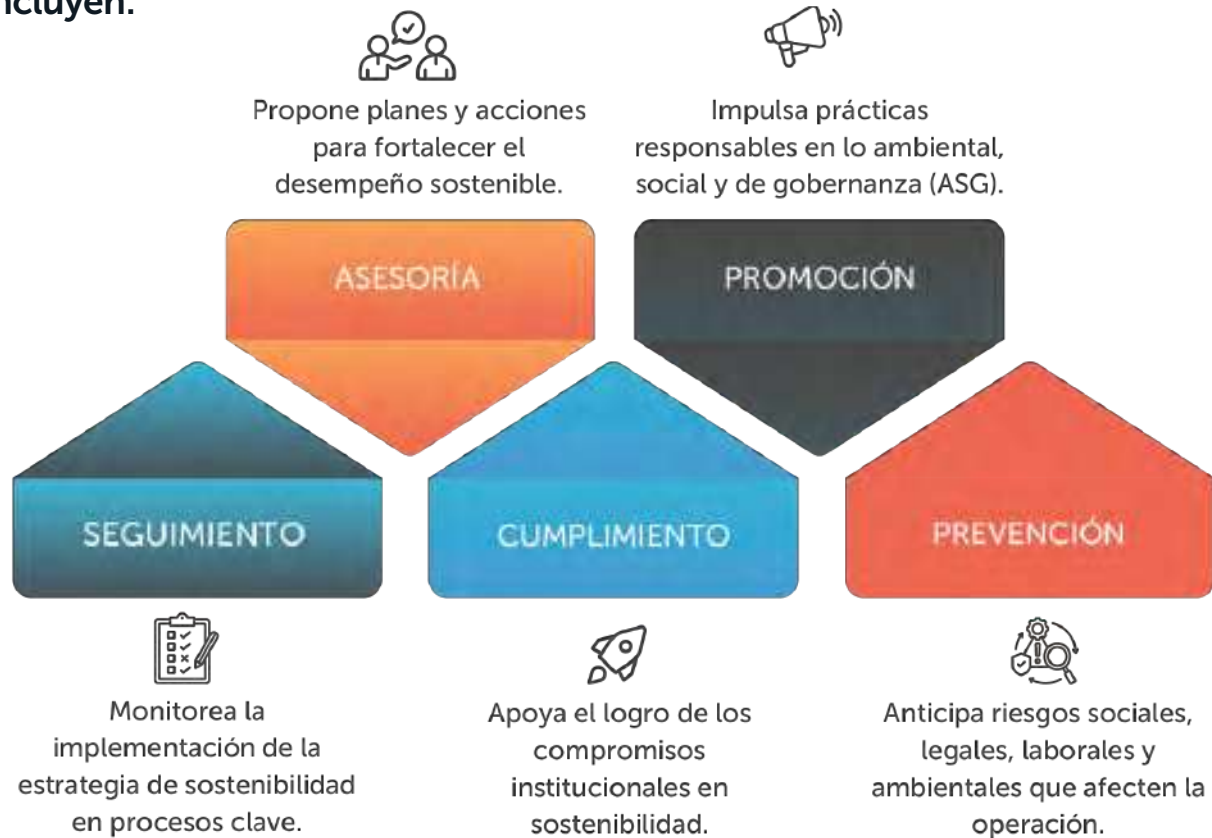 ncluyen:
Propone planes y acciones
para fortalecer el
desempeño sostenible.
Impulsa prácticas
responsables en lo ambiental,
social y de gobernanza (ASG).
ASESORÍA
PROMOCIÓN
SEGUIMIENTO
CUMPLIMIENTO
PREVENCIÓN
Monitorea la
implementación de la
estrategia de sostenibilidad
en procesos clave.
Apoya el logro de los
compromisos
institucionales en
sostenibilidad.
Anticipa riesgos sociales,
legales, laborales y
ambientales que afecten la
operación.